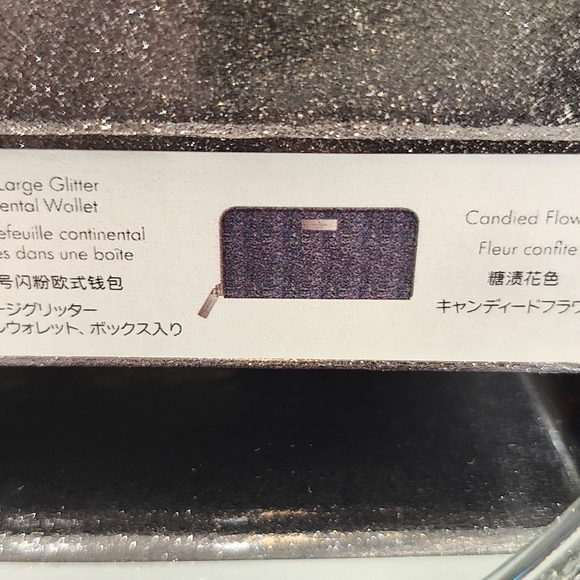 Large Glitter
ental Wallet
efeuille continental
es dans une boîte
号闪粉欧式钱包
ージグリッター
ルウォレット、ボックス入り
Candied Flow
Fleur confite
糖渍花色
キャンディードフラワ